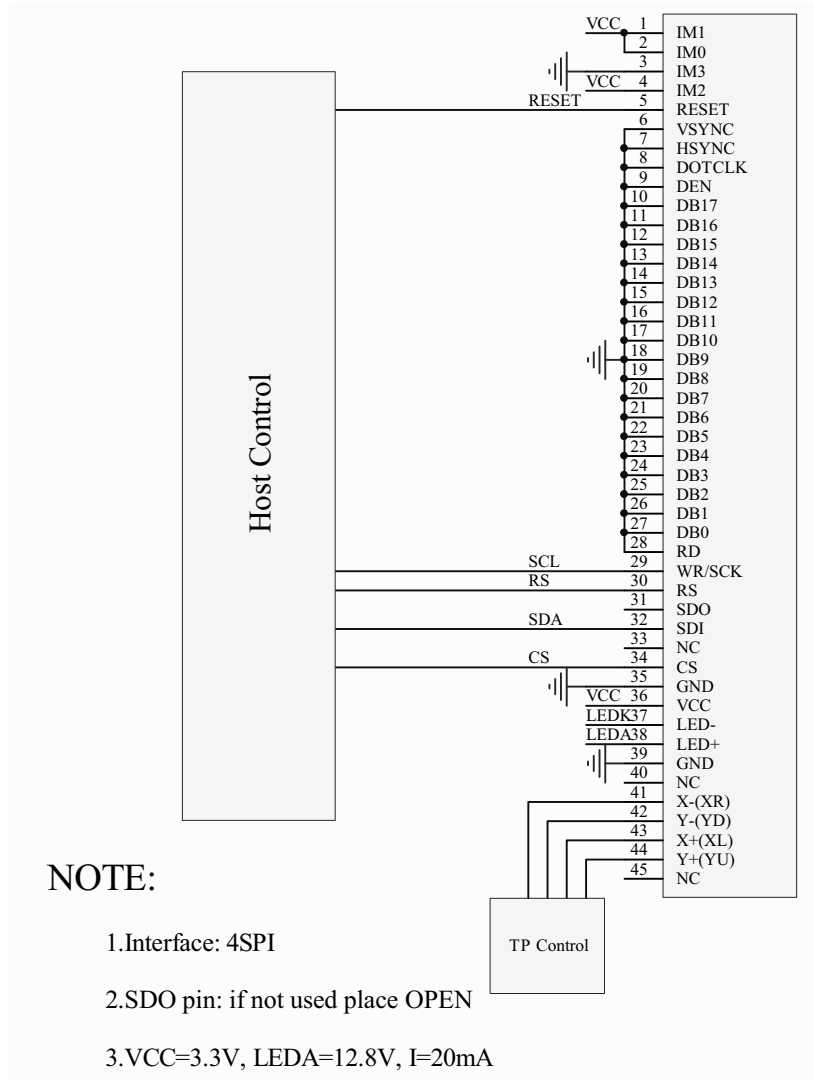 VCC 1 IM1
2 IM0
3 IM3
VCC 4 IM2
RESET 5 RESET
6 VSYNC
7 HSYNC
8 DOTCLK
9 DEN
10 DB17
11 DB16
12 DB15
13 DB14
14 DB13
15 DB12
16 DB11
17 DB10
18 DB9
19 DB8
20 DB7
21 DB6
22 DB5
23 DB4
24 DB3
25 DB2
26 DB1
27 DB0
28 RD
SCL 29 WR/SCK
RS 30 RS
31 SDO
SDA 32 SDI
33 NC
CS 34 CS
35 GND
VCC 36 VCC
LEDK 37 LED-
LEDA 38 LED+
39 GND
40 NC
41 X-(XR)
42 Y-(YD)
43 X+(XL)
44 Y+(YU)
45 NC
Host Control
TP Control
NOTE:
1.Interface: 4SPI
2.SDO pin: if not used place OPEN
3.VCC=3.3V, LEDA=12.8V, I=20mA